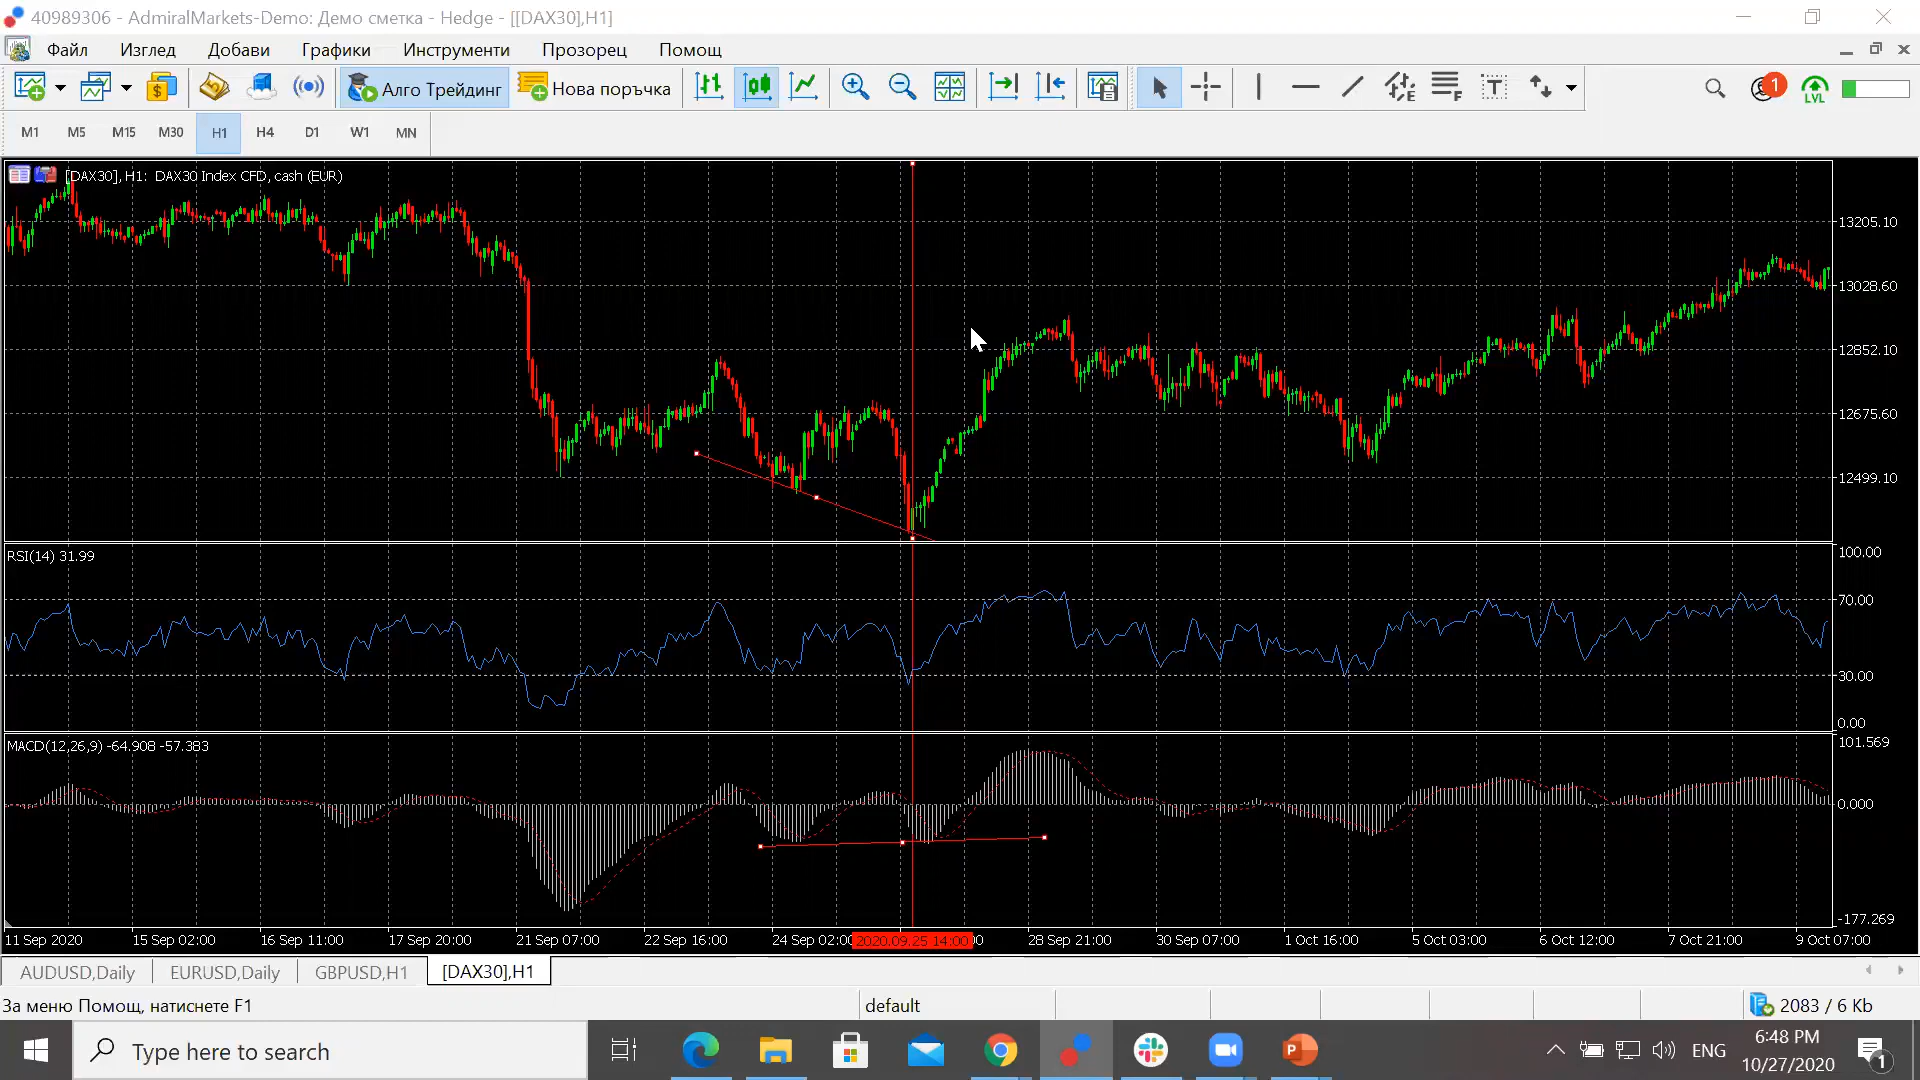 40989306 - AdmiralMarkets-Demo: Демо сметка - Hedge - [[DAX30],H1]
Файл Изглед Добави Графики Инструменти Прозорец Помощ
Алго Трейдинг Нова поръчка 1 LVL
M1 M5 M15 M30 H1 H4 D1 W1 MN
[DAX30], H1: DAX30 Index CFD, cash (EUR)
13205.10
13028.60
12852.10
12675.60
12499.10
RSI(14) 31.99
100.00
70.00
30.00
0.00
MACD(12,26,9) -64.908 -57.383
101.569
0.000
-177.269
11 Sep 2020 15 Sep 02:00 16 Sep 11:00 17 Sep 20:00 21 Sep 07:00 22 Sep 16:00 24 Sep 02:00 2020.09.25 14:00 28 Sep 21:00 30 Sep 07:00 1 Oct 16:00 5 Oct 03:00 6 Oct 12:00 7 Oct 21:00 9 Oct 07:00
AUDUSD,Daily EURUSD,Daily GBPUSD,H1 [DAX30],H1
За меню Помощ, натиснете F1 default 2083 / 6 Kb
Type here to search ENG 6:48 PM
10/27/2020 1